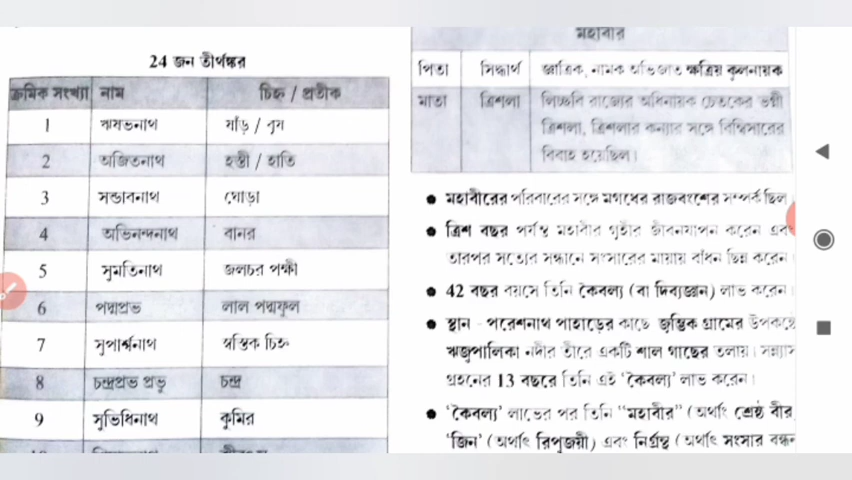 24 জন তীর্থঙ্কর
ক্রমিক সংখ্যা নাম চিহ্ন / প্রতীক
1 ঋষভনাথ ষাঁড় / বৃষ
2 অজিতনাথ হস্তী / হাতি
3 সম্ভাবনাথ ঘোড়া
4 অভিনন্দনাথ বানর
5 সুমতিনাথ জলচর পক্ষী
6 পদ্মপ্রভ লাল পদ্মফুল
7 সুপার্শ্বনাথ স্বস্তিক চিহ্ন
8 চন্দ্রপ্রভ প্রভু চন্দ্র
9 সুভিধিনাথ কুমির
মহাবীর
পিতা সিদ্ধার্থ জ্ঞাত্রিক, নামক অভিজাত ক্ষত্রিয় কুলনায়ক
মাতা ত্রিশলা লিচ্ছবি রাজ্যের অধিনায়ক চেতকের ভগ্নী
ত্রিশলা, ত্রিশলার কন্যার সঙ্গে বিম্বিসারের
বিবাহ হয়েছিল।
● মহাবীরের পরিবারের সঙ্গে মগধের রাজবংশের সম্পর্ক ছিল
● ত্রিশ বছর পর্যন্ত মহাবীর গৃহীর জীবনযাপন করেন এবং
তারপর সত্যের সন্ধানে সংসারের মায়ায় বাঁধন ছিন্ন করেন।
● 42 বছর বয়সে তিনি কৈবল্য (বা দিব্যজ্ঞান) লাভ করেন।
● স্থান - পরেশনাথ পাহাড়ের কাছে জৃম্ভিক গ্রামের উপকণ্ঠে
ঋজুপালিকা নদীর তীরে একটি শাল গাছের তলায়। সন্ন্যাস
গ্রহনের 13 বছরে তিনি এই ‘কৈবল্য’ লাভ করেন।
● ‘কৈবল্য’ লাভের পর তিনি “মহাবীর” (অর্থাৎ শ্রেষ্ঠ বীর
‘জিন’ (অর্থাৎ রিপুজয়ী) এবং নির্গ্রন্থ (অর্থাৎ সংসার বন্ধন